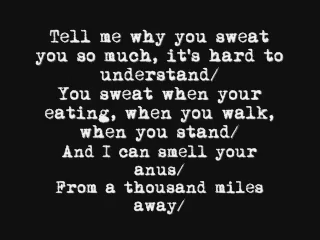 Tell me why you sweat
you so much, it's hard to
understand/
You sweat when your
eating, when you walk,
when you stand/
And I can smell your
anus/
From a thousand miles
away/